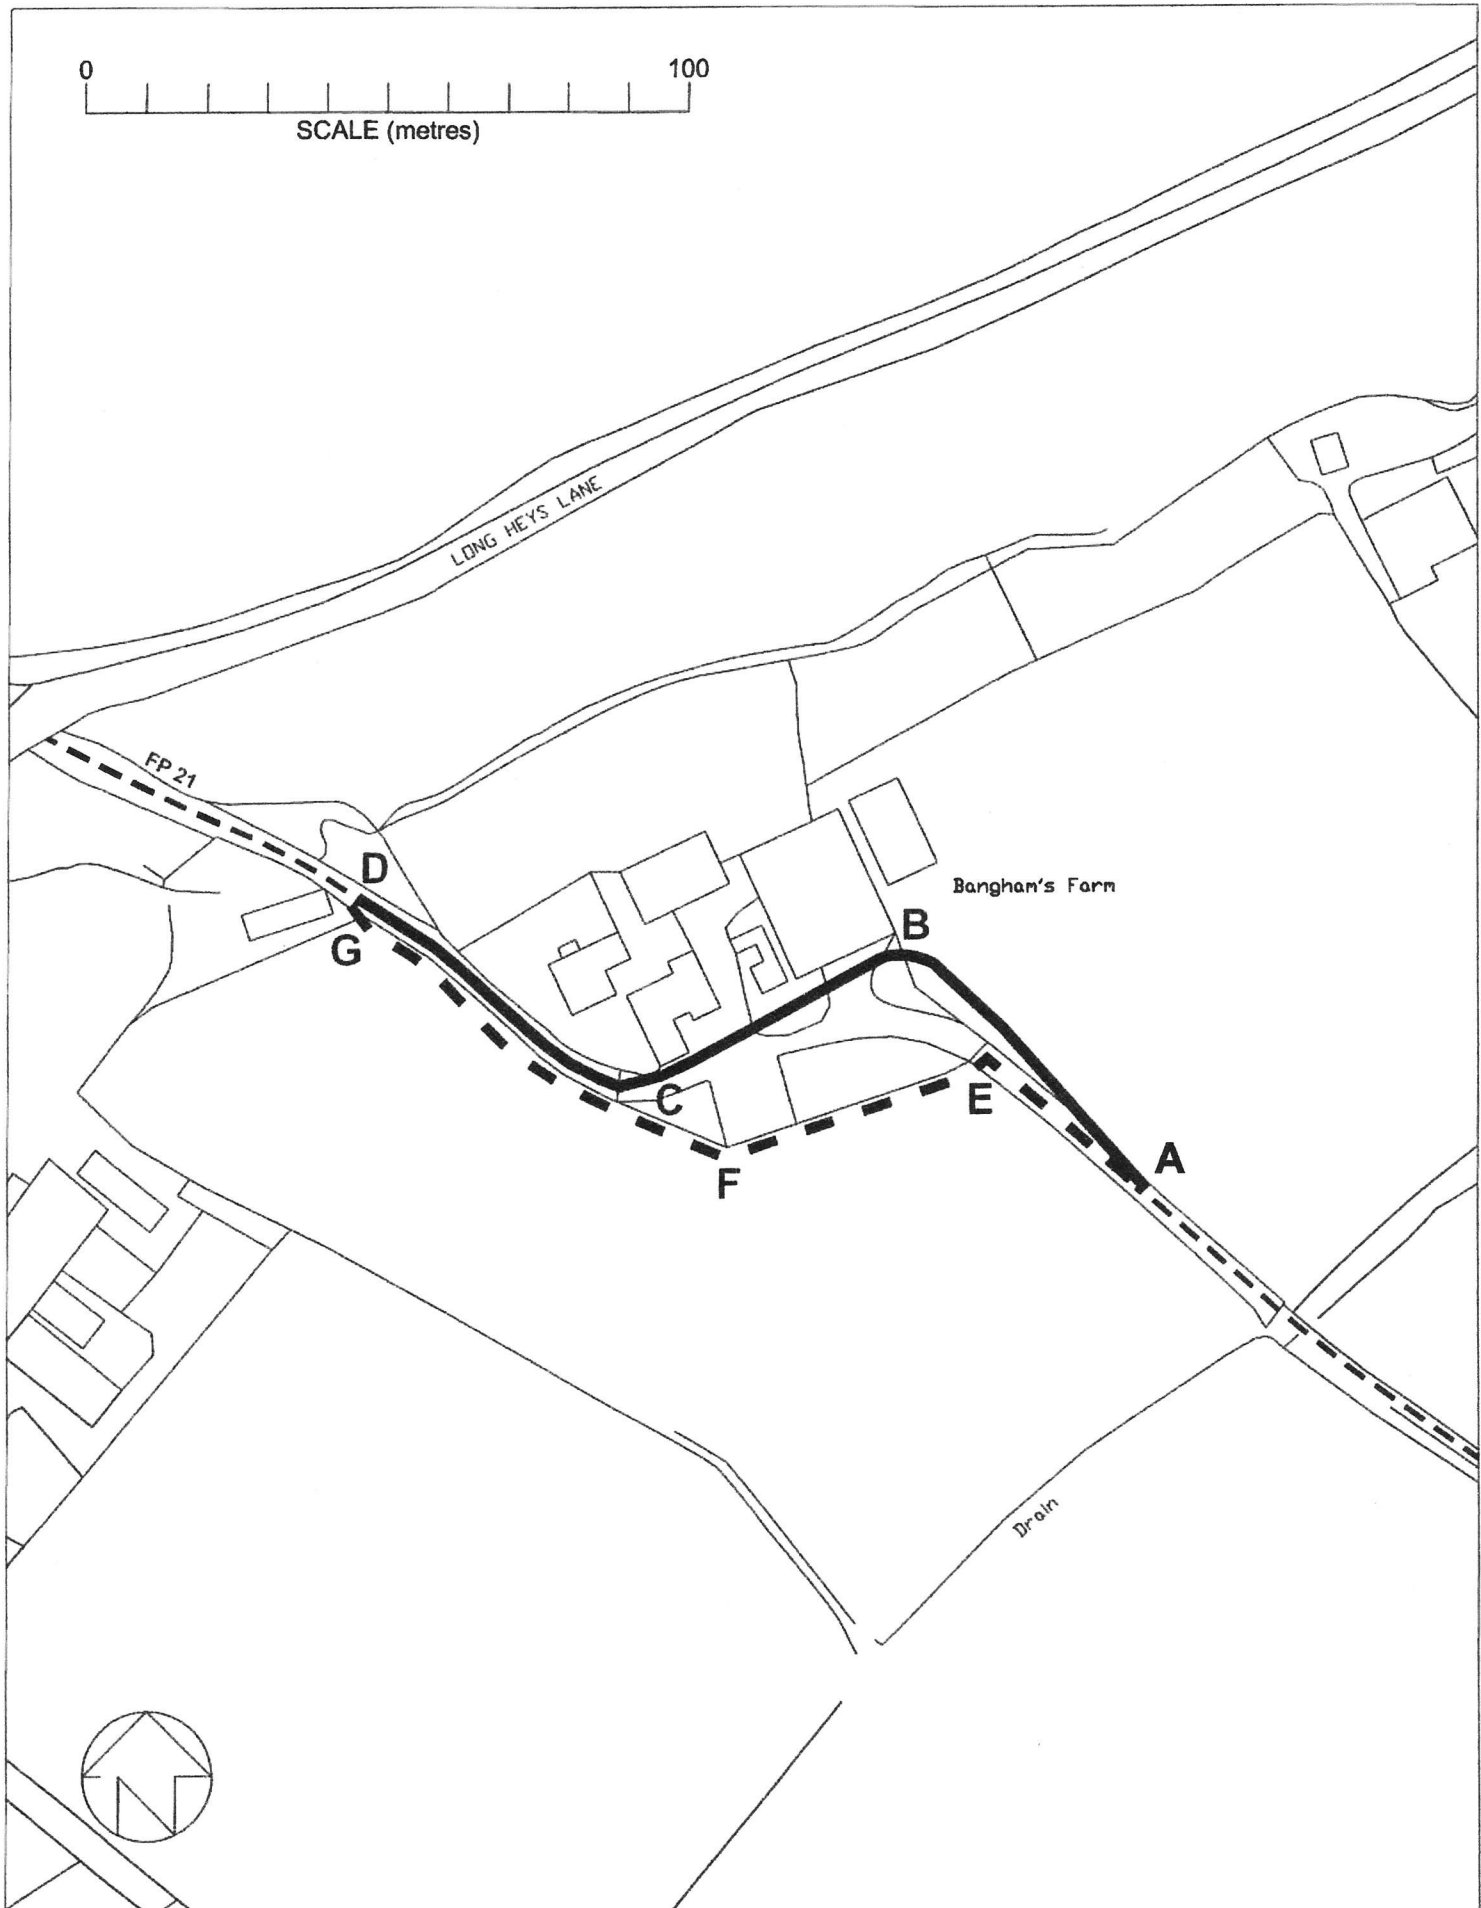 0 100
SCALE (metres)
LONG HEYS LANE
FP 21
D
Bangham's Farm
B
G
C
E
A
F
Drain
N